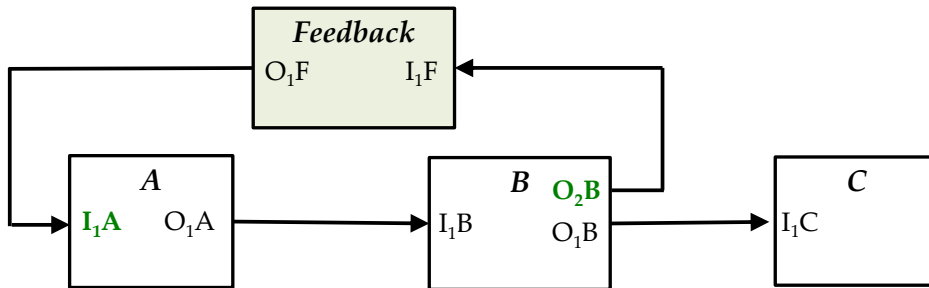 Feedback
O₁F I₁F
A
I₁A O₁A
B
O₂B
I₁B
O₁B
C
I₁C